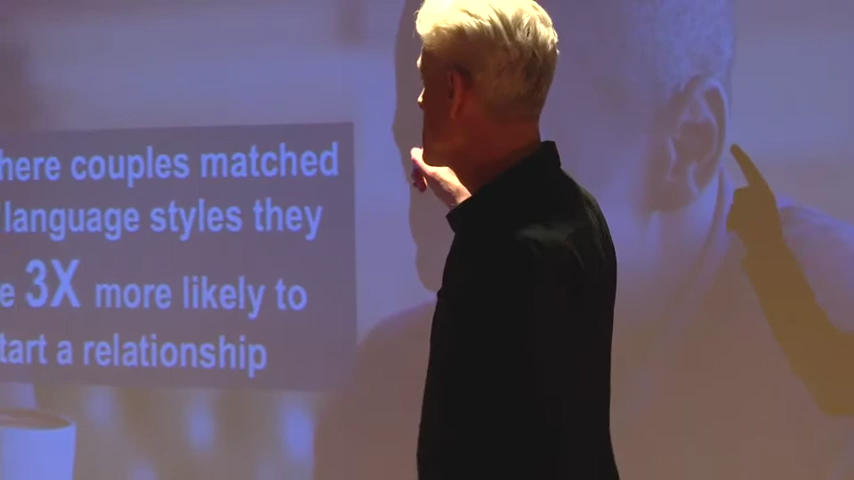 here couples matched
language styles they
e 3X more likely to
tart a relationship